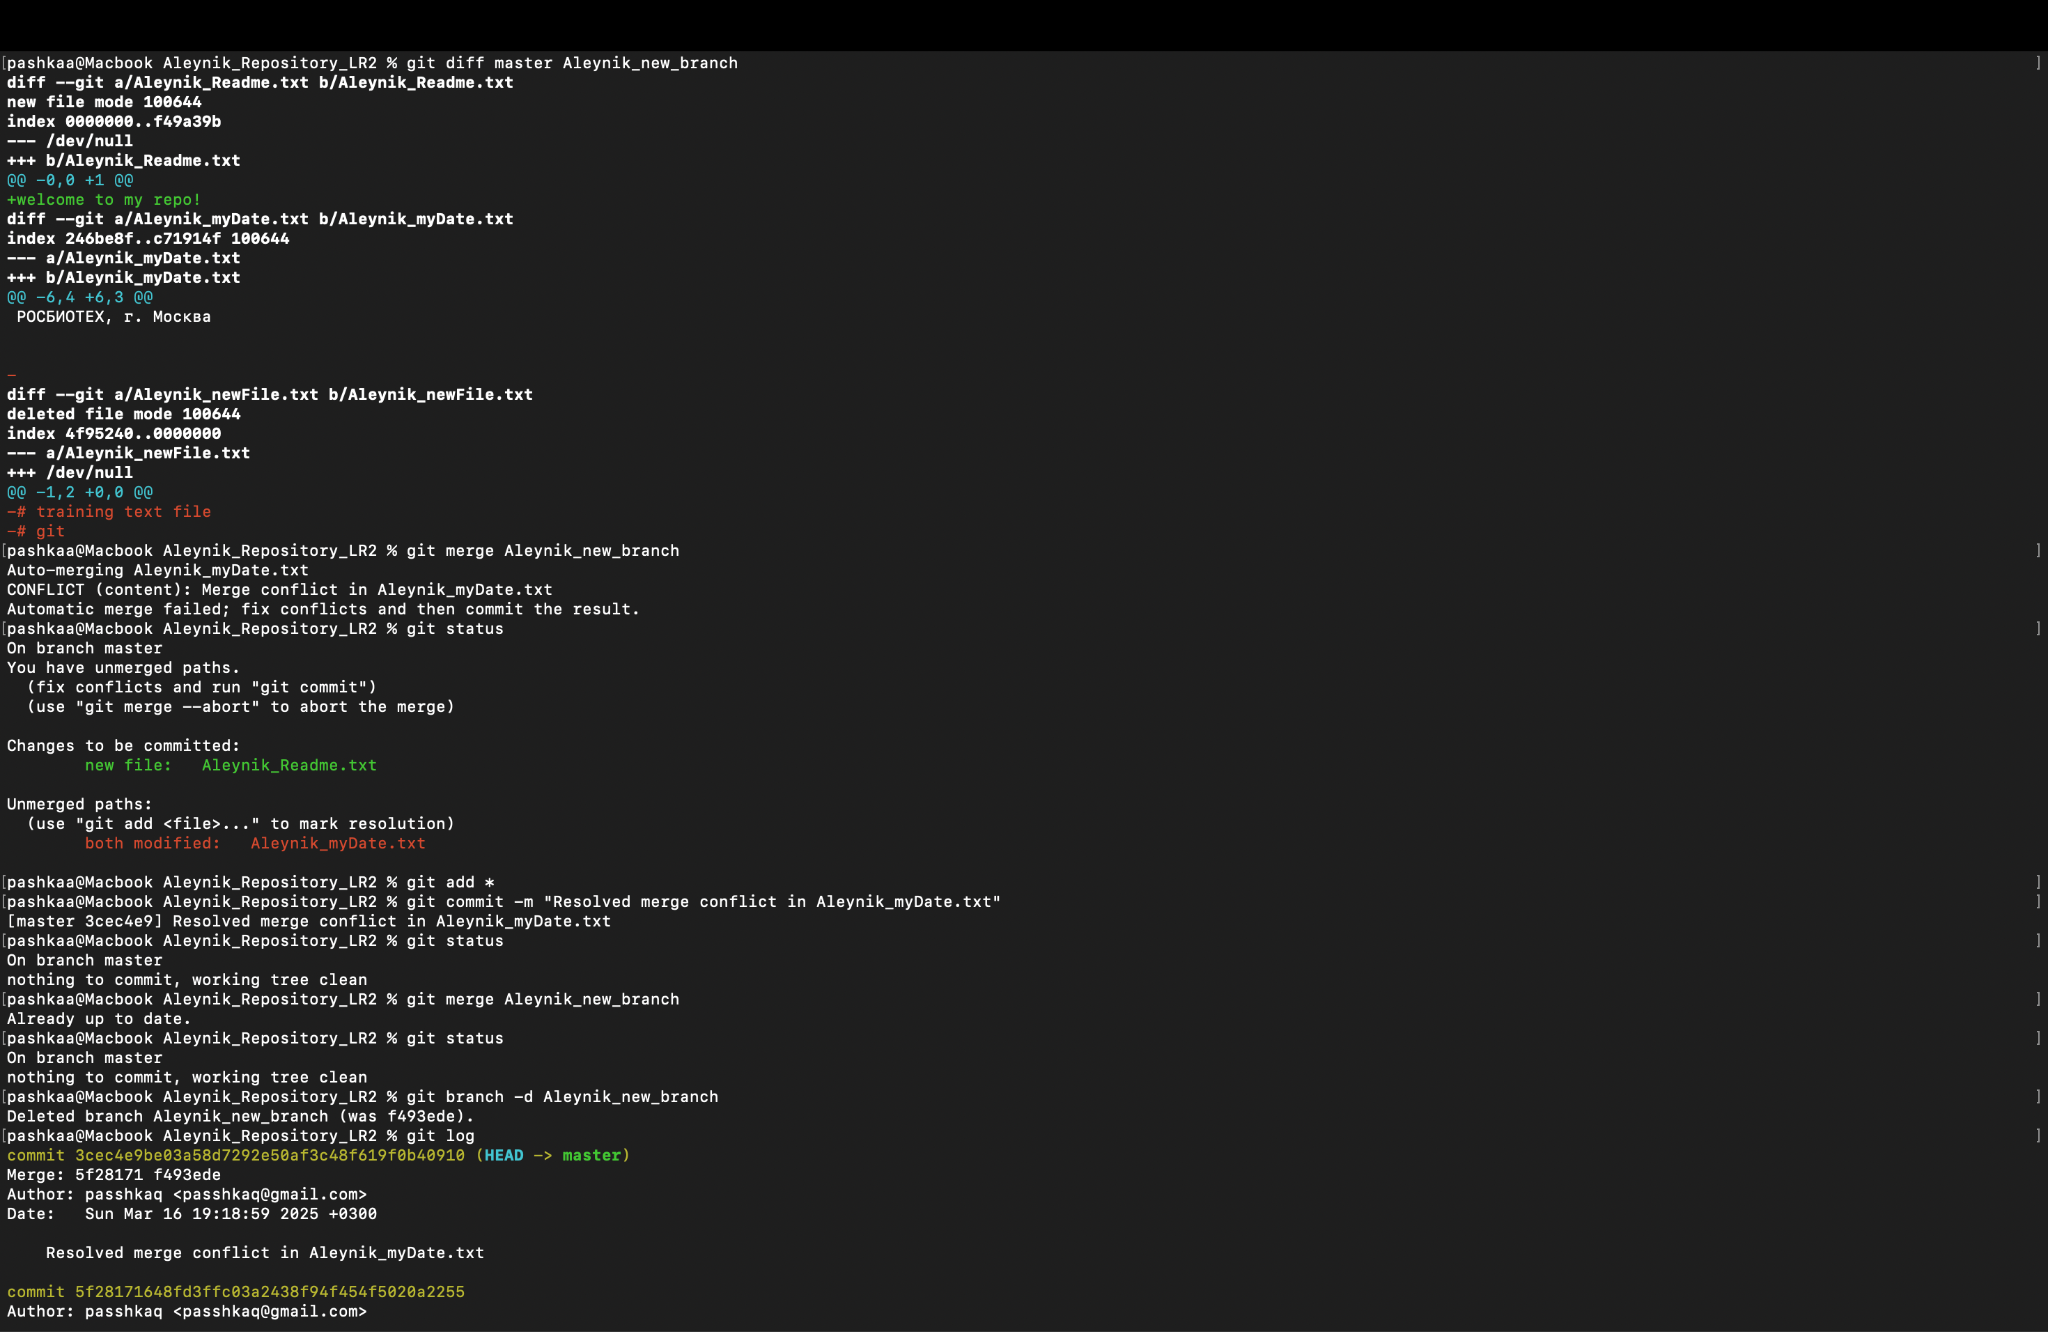 [pashkaa@Macbook Aleynik_Repository_LR2 % git diff master Aleynik_new_branch ]
diff --git a/Aleynik_Readme.txt b/Aleynik_Readme.txt
new file mode 100644
index 0000000..f49a39b
--- /dev/null
+++ b/Aleynik_Readme.txt
@@ -0,0 +1 @@
+welcome to my repo!
diff --git a/Aleynik_myDate.txt b/Aleynik_myDate.txt
index 246be8f..c71914f 100644
--- a/Aleynik_myDate.txt
+++ b/Aleynik_myDate.txt
@@ -6,4 +6,3 @@
 РОСБИОТЕХ, г. Москва
-
diff --git a/Aleynik_newFile.txt b/Aleynik_newFile.txt
deleted file mode 100644
index 4f95240..0000000
--- a/Aleynik_newFile.txt
+++ /dev/null
@@ -1,2 +0,0 @@
-# training text file
-# git
[pashkaa@Macbook Aleynik_Repository_LR2 % git merge Aleynik_new_branch ]
Auto-merging Aleynik_myDate.txt
CONFLICT (content): Merge conflict in Aleynik_myDate.txt
Automatic merge failed; fix conflicts and then commit the result.
[pashkaa@Macbook Aleynik_Repository_LR2 % git status ]
On branch master
You have unmerged paths.
  (fix conflicts and run "git commit")
  (use "git merge --abort" to abort the merge)
Changes to be committed:
        new file:   Aleynik_Readme.txt
Unmerged paths:
  (use "git add <file>..." to mark resolution)
        both modified:   Aleynik_myDate.txt
[pashkaa@Macbook Aleynik_Repository_LR2 % git add * ]
[pashkaa@Macbook Aleynik_Repository_LR2 % git commit -m "Resolved merge conflict in Aleynik_myDate.txt" ]
[master 3cec4e9] Resolved merge conflict in Aleynik_myDate.txt
[pashkaa@Macbook Aleynik_Repository_LR2 % git status ]
On branch master
nothing to commit, working tree clean
[pashkaa@Macbook Aleynik_Repository_LR2 % git merge Aleynik_new_branch ]
Already up to date.
[pashkaa@Macbook Aleynik_Repository_LR2 % git status ]
On branch master
nothing to commit, working tree clean
[pashkaa@Macbook Aleynik_Repository_LR2 % git branch -d Aleynik_new_branch ]
Deleted branch Aleynik_new_branch (was f493ede).
[pashkaa@Macbook Aleynik_Repository_LR2 % git log ]
commit 3cec4e9be03a58d7292e50af3c48f619f0b40910 (HEAD -> master)
Merge: 5f28171 f493ede
Author: passhkaq <passhkaq@gmail.com>
Date:   Sun Mar 16 19:18:59 2025 +0300
    Resolved merge conflict in Aleynik_myDate.txt
commit 5f28171648fd3ffc03a2438f94f454f5020a2255
Author: passhkaq <passhkaq@gmail.com>